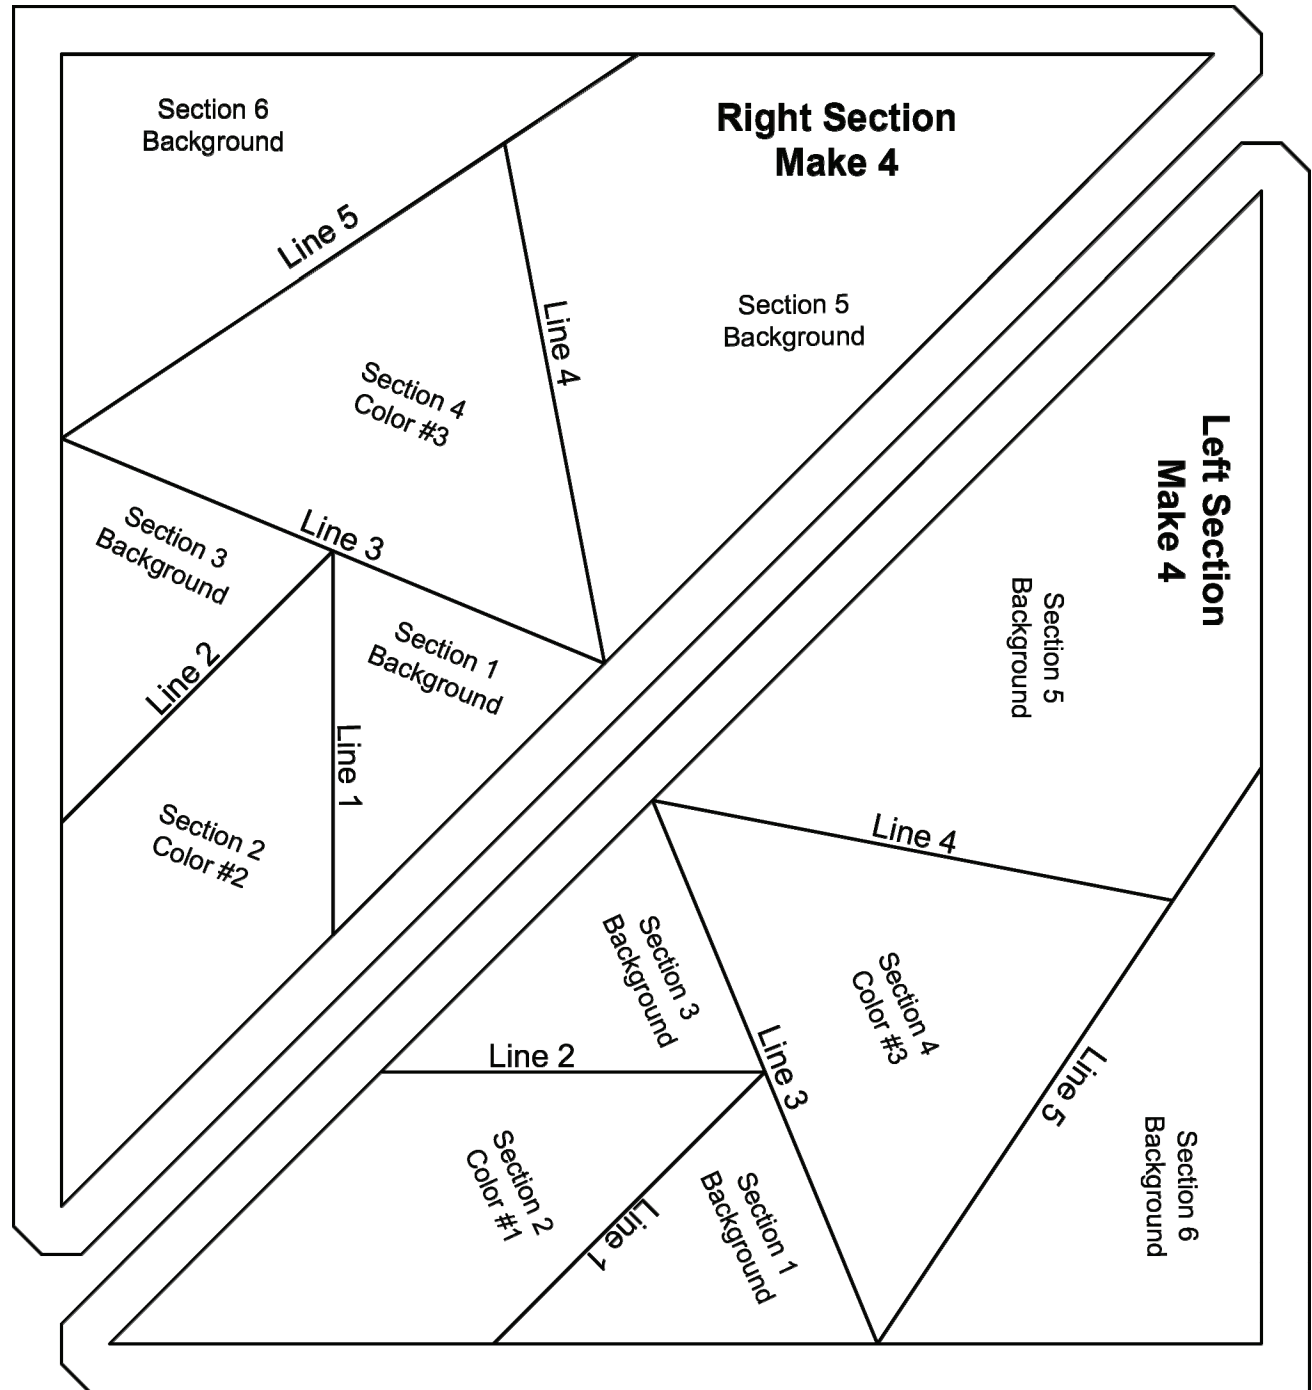 Section 6
Background
Right Section
Make 4
Line 5
Line 4
Section 5
Background
Section 4
Color #3
Line 3
Section 3
Background
Section 1
Background
Line 2
Line 1
Section 2
Color #2
Left Section
Make 4
Section 5
Background
Line 4
Section 3
Background
Section 4
Color #3
Line 2
Line 3
Line 5
Section 2
Color #1
Line 1
Section 1
Background
Section 6
Background